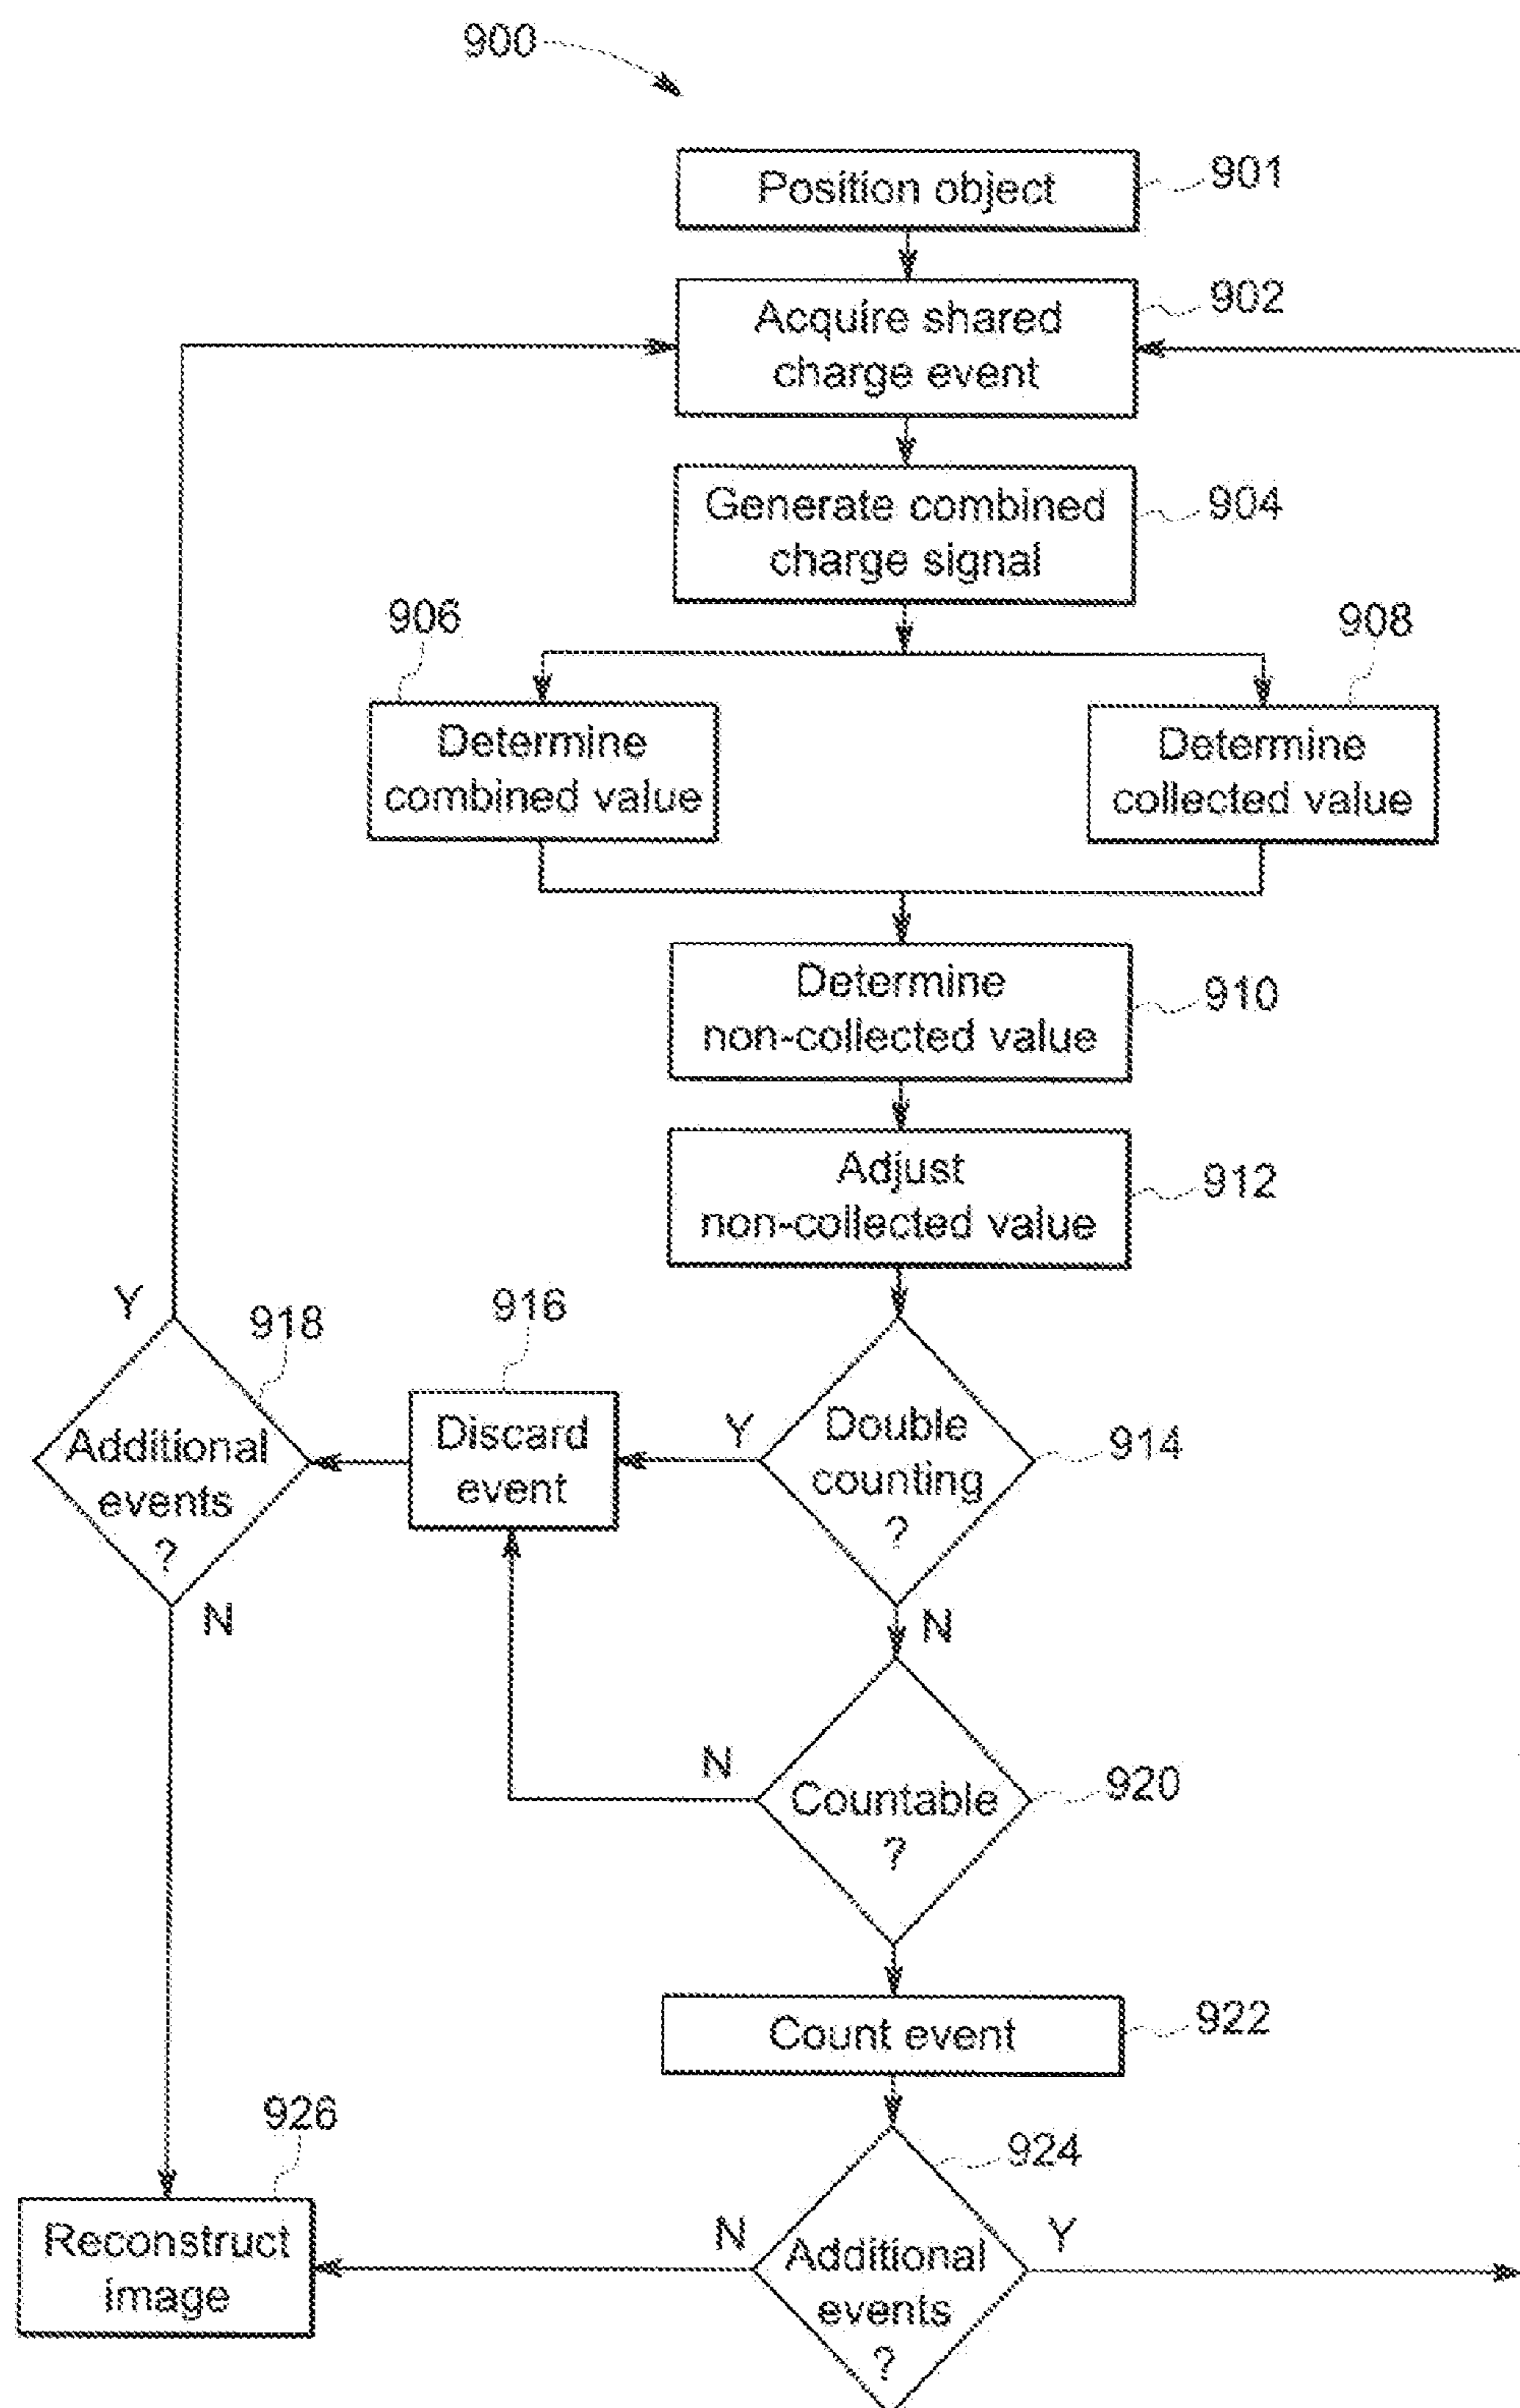 900
Position object
901
Acquire shared
charge event
902
Generate combined
charge signal
904
906
908
Determine
combined value
Determine
collected value
Determine
non-collected value
910
Adjust
non-collected value
912
Y
918
916
Additional
events
?
N
Discard
event
Y
Double
counting
?
914
N
N
Countable
?
920
Count event
922
926
924
Reconstruct
image
N
Additional
events
?
Y